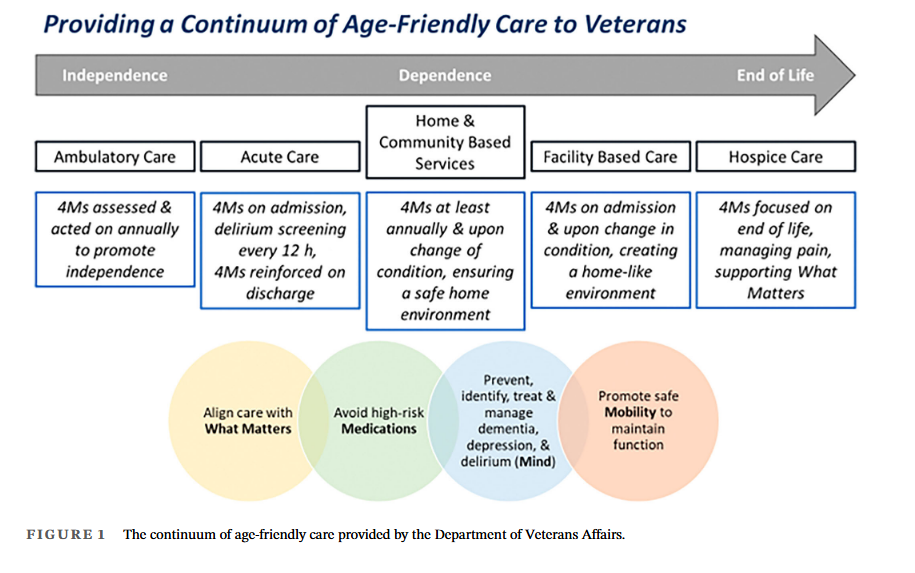 Providing a Continuum of Age-Friendly Care to Veterans
Independence
Dependence
End of Life
Ambulatory Care
Acute Care
Home &
Community Based
Services
Facility Based Care
Hospice Care
4Ms assessed &
acted on annually
to promote
independence
4Ms on admission,
delirium screening
every 12 h,
4Ms reinforced on
discharge
4Ms at least
annually & upon
change of
condition, ensuring
a safe home
environment
4Ms on admission
& upon change in
condition, creating
a home-like
environment
4Ms focused on
end of life,
managing pain,
supporting What
Matters
Align care with
What Matters
Avoid high-risk
Medications
Prevent,
identify, treat &
manage
dementia,
depression, &
delirium (Mind)
Promote safe
Mobility to
maintain
function
FIGURE 1 The continuum of age-friendly care provided by the Department of Veterans Affairs.